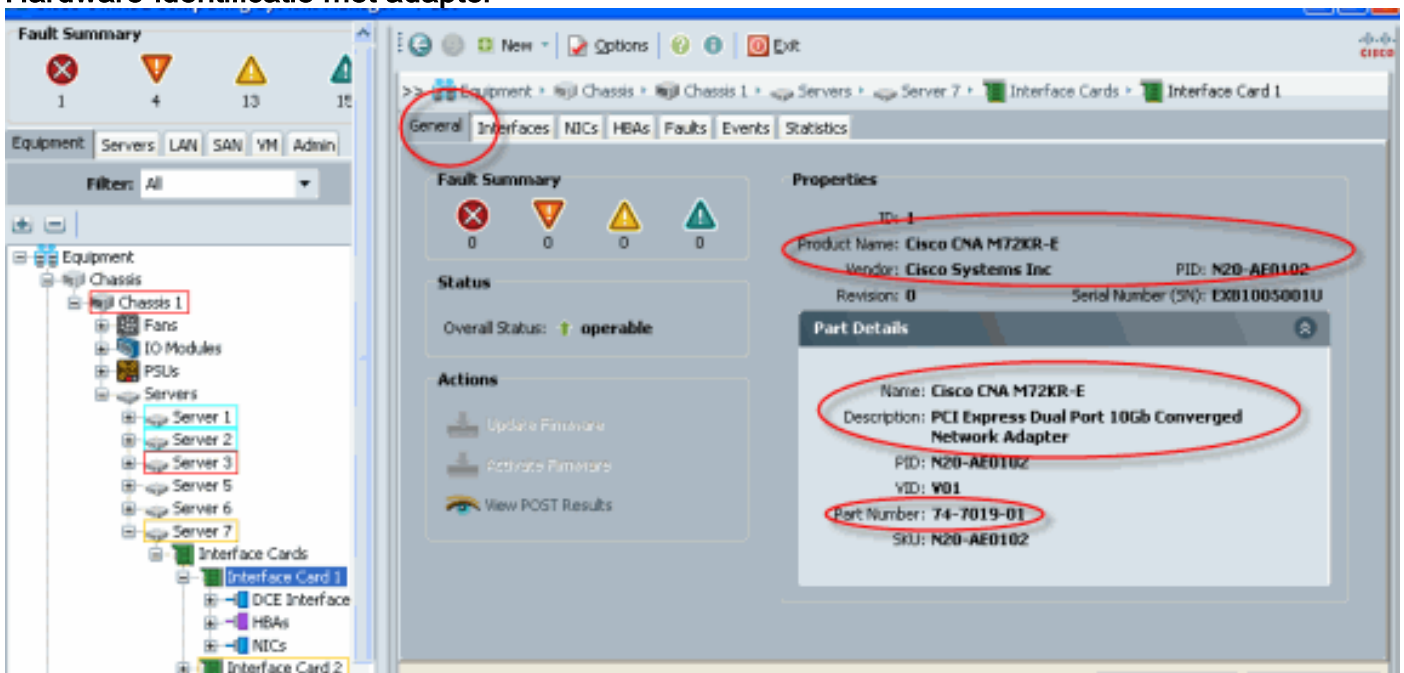 Hardware-identificatie met adapter
Fault Summary
1 4 13
Equipment Servers LAN SAN VM Admin
Filter: All
Equipment
Chassis
Chassis 1
Fans
IO Modules
PSUs
Servers
Server 1
Server 2
Server 3
Server 5
Server 6
Server 7
Interface Cards
Interface Card 1
DCE Interface
HBAs
NICs
Interface Card 2
New Options Exit
CISCO
>> Equipment Chassis Chassis 1 Servers Server 7 Interface Cards Interface Card 1
General Interfaces NICs HBAs Faults Events Statistics
Fault Summary
0 0 0 0
Status
Overall Status: operable
Actions
Update Firmware
Activate Firmware
View POST Results
Properties
ID: 1
Product Name: Cisco CNA M72KR-E
Vendor: Cisco Systems Inc PID: N20-AE0102
Revision: 0 Serial Number (SN): EXB1005001U
Part Details
Name: Cisco CNA M72KR-E
Description: PCI Express Dual Port 10Gb Converged
Network Adapter
PID: N20-AE0102
VID: V01
Part Number: 74-7019-01
SKU: N20-AE0102